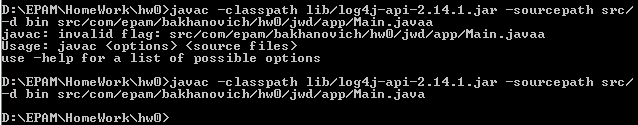 D:\EPAM\HomeWork\hw0>javac -classpath lib/log4j-api-2.14.1.jar -sourcepath src/
-d bin src/com/epam/bakhanovich/hw0/jwd/app/Main.javaa
javac: invalid flag: src/com/epam/bakhanovich/hw0/jwd/app/Main.javaa
Usage: javac <options> <source files>
use -help for a list of possible options
D:\EPAM\HomeWork\hw0>javac -classpath lib/log4j-api-2.14.1.jar -sourcepath src/
-d bin src/com/epam/bakhanovich/hw0/jwd/app/Main.java
D:\EPAM\HomeWork\hw0>